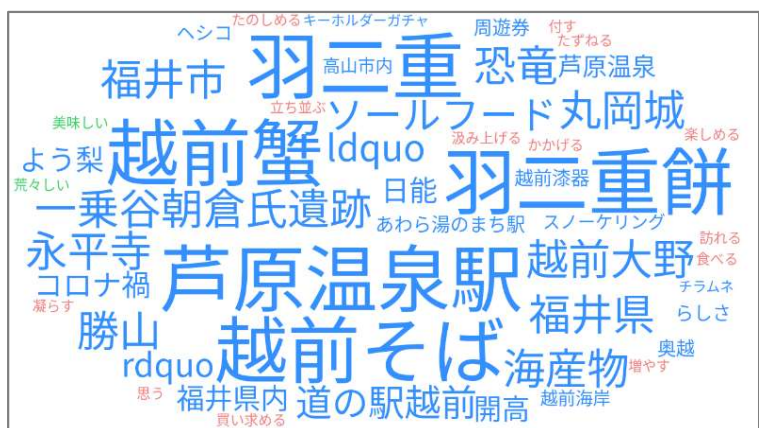 たのしめる キーホルダーガチャ 周遊券 付す
ヘシコ たずねる
羽二重 高山市内 恐竜 芦原温泉
福井市
立ち並ぶ ソールフード 丸岡城
美味しい 越前蟹 ldquo 汲み上げる かかげる 楽しめる
よう梨 羽二重餅
荒々しい 日能 越前漆器
一乗谷朝倉氏遺跡 あわら湯のまち駅 スノーケリング
永平寺 芦原温泉駅 越前大野 訪れる
食べる
コロナ禍 チラムネ
凝らす 福井県 らしさ
勝山 越前そば
rdquo 海産物 奥越
増やす
思う 福井県内 道の駅越前 開高 越前海岸
買い求める